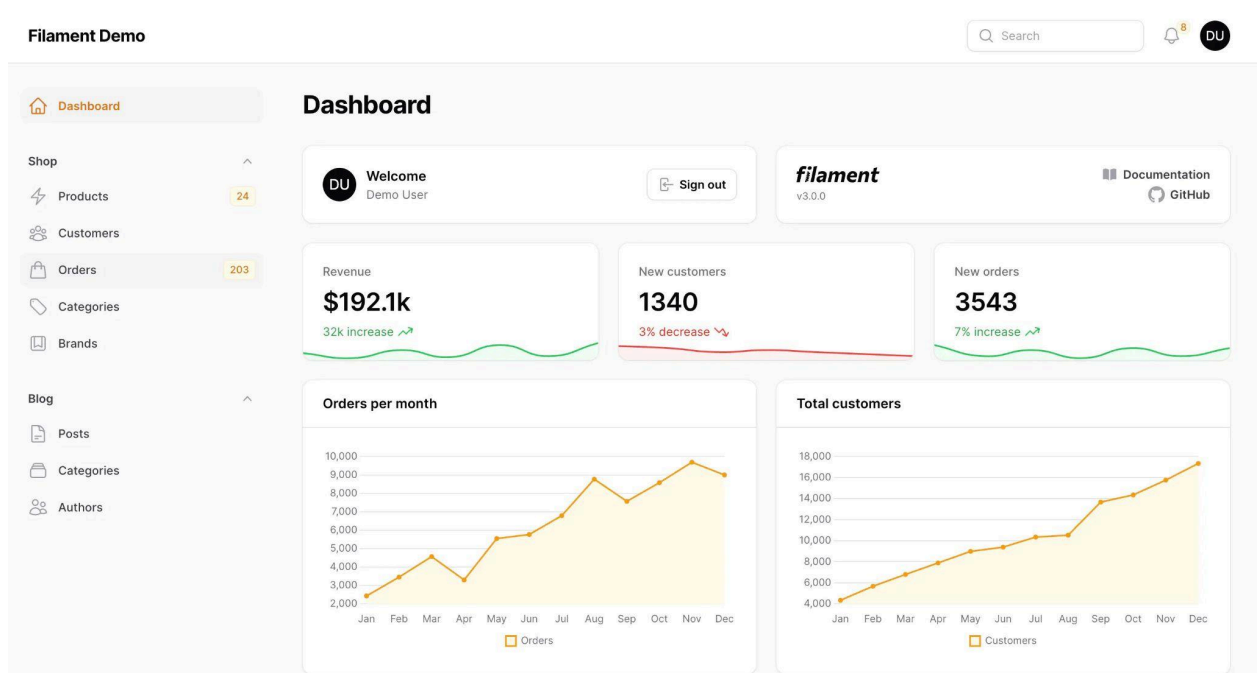 Filament Demo
Search
8
DU
Dashboard
Shop
Products 24
Customers
Orders 203
Categories
Brands
Blog
Posts
Categories
Authors
Dashboard
DU
Welcome
Demo User
Sign out
filament
v3.0.0
Documentation
GitHub
Revenue
$192.1k
32k increase
New customers
1340
3% decrease
New orders
3543
7% increase
Orders per month
10,000
9,000
8,000
7,000
6,000
5,000
4,000
3,000
2,000
Jan Feb Mar Apr May Jun Jul Aug Sep Oct Nov Dec
Orders
Total customers
18,000
16,000
14,000
12,000
10,000
8,000
6,000
4,000
Jan Feb Mar Apr May Jun Jul Aug Sep Oct Nov Dec
Customers